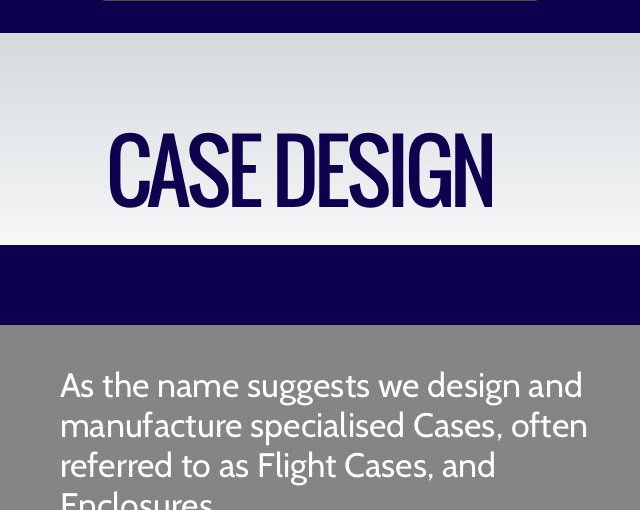 CASE DESIGN
As the name suggests we design and
manufacture specialised Cases, often
referred to as Flight Cases, and
Enclosures